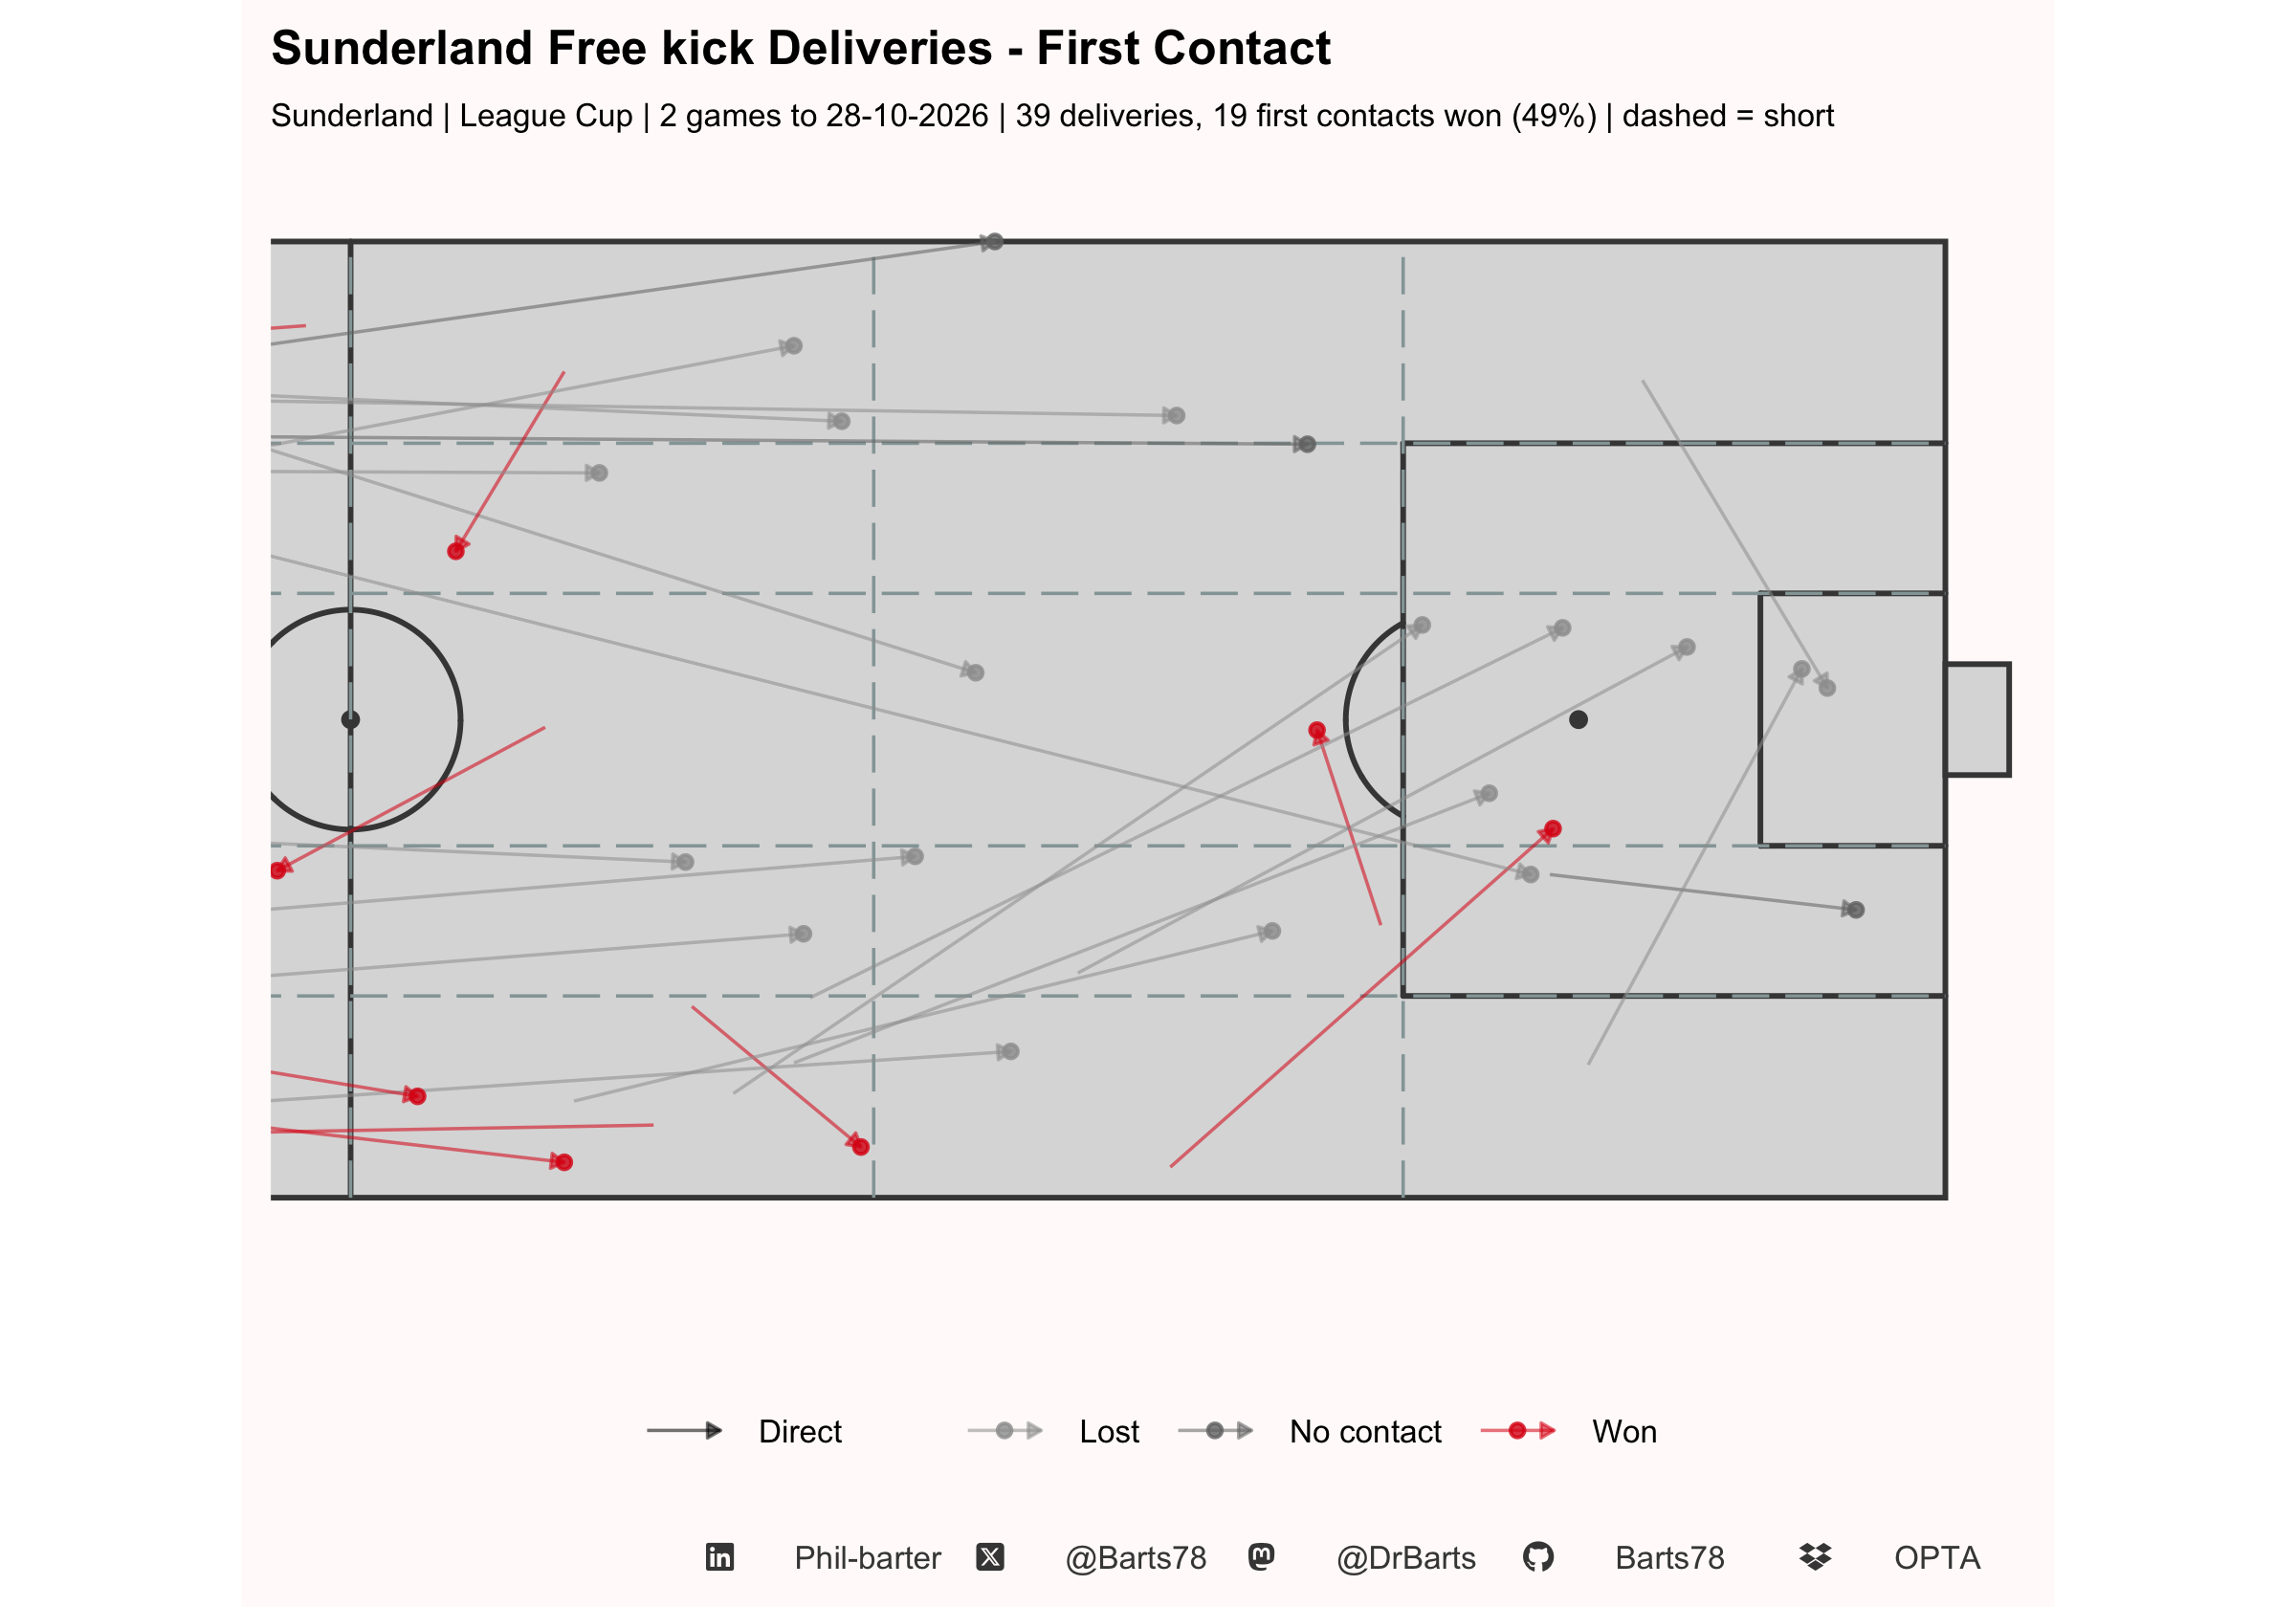 Sunderland Free kick Deliveries - First Contact
Sunderland | League Cup | 2 games to 28-10-2026 | 39 deliveries, 19 first contacts won (49%) | dashed = short
Direct Lost No contact Won
Phil-barter @Barts78 @DrBarts Barts78 OPTA